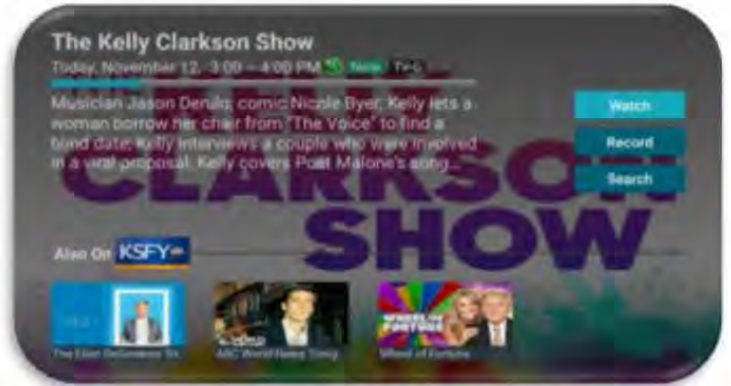 The Kelly Clarkson Show
Today, November 12, 3:00 – 4:00 PM New TV-G
Musician Jason Derulo; comic Nicole Byer; Kelly lets a
woman borrow her chair from "The Voice" to find a
blind date; Kelly interviews a couple who were involved
in a viral proposal; Kelly covers Post Malone's song...
Watch
Record
Search
CLARKSON
SHOW
Also On KSFY
WHEEL OF
FORTUNE
ABC World News Tonig
Wheel of Fortune